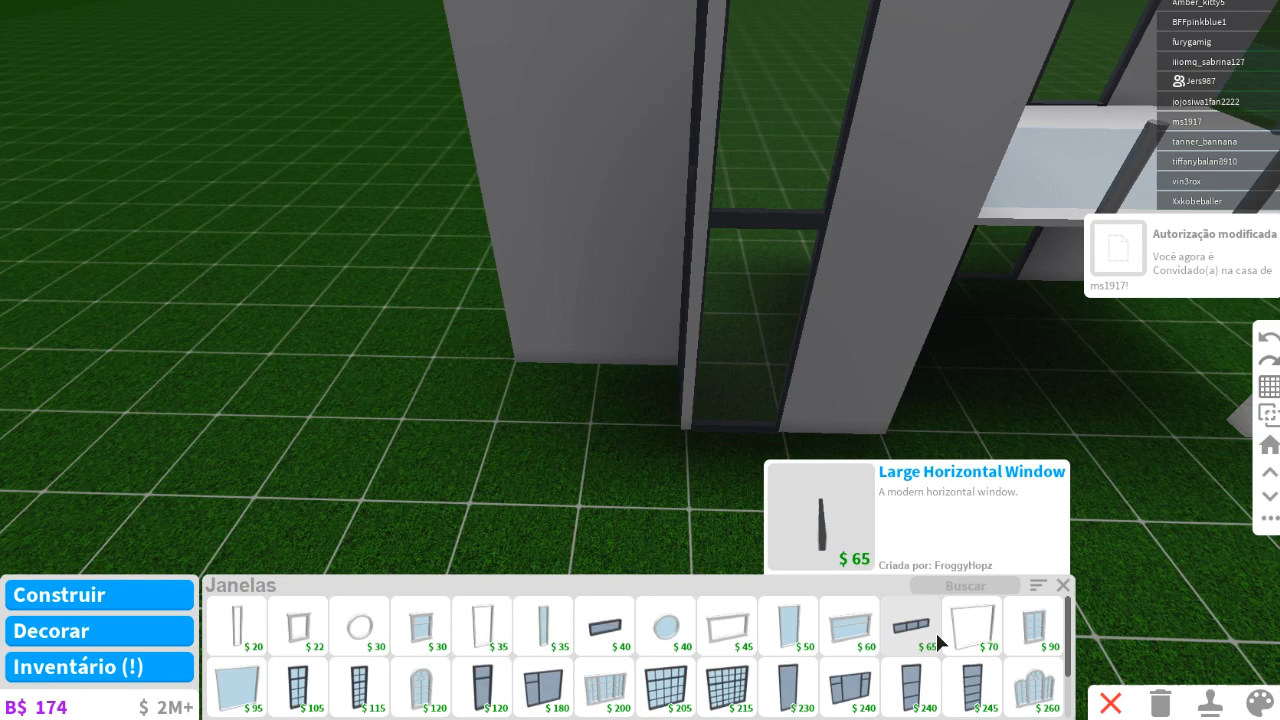 Amber_kitty5
BFFpinkblue1
furygamig
iiiomq_sabrina127
Jers987
jojosiwa1fan2222
ms1917
tanner_bannana
tiffanybalan8910
vin3rox
Xxkobeballer
Autorização modificada
Você agora é
Convidado(a) na casa de
ms1917!
Large Horizontal Window
A modern horizontal window.
$ 65
Criada por: FroggyHopz
Janelas
Buscar
Construir
Decorar
Inventário (!)
B$ 174
$ 2M+
$ 20
$ 22
$ 30
$ 30
$ 35
$ 35
$ 40
$ 40
$ 45
$ 50
$ 60
$ 65
$ 70
$ 90
$ 95
$ 105
$ 115
$ 120
$ 120
$ 180
$ 200
$ 205
$ 215
$ 230
$ 240
$ 240
$ 245
$ 260